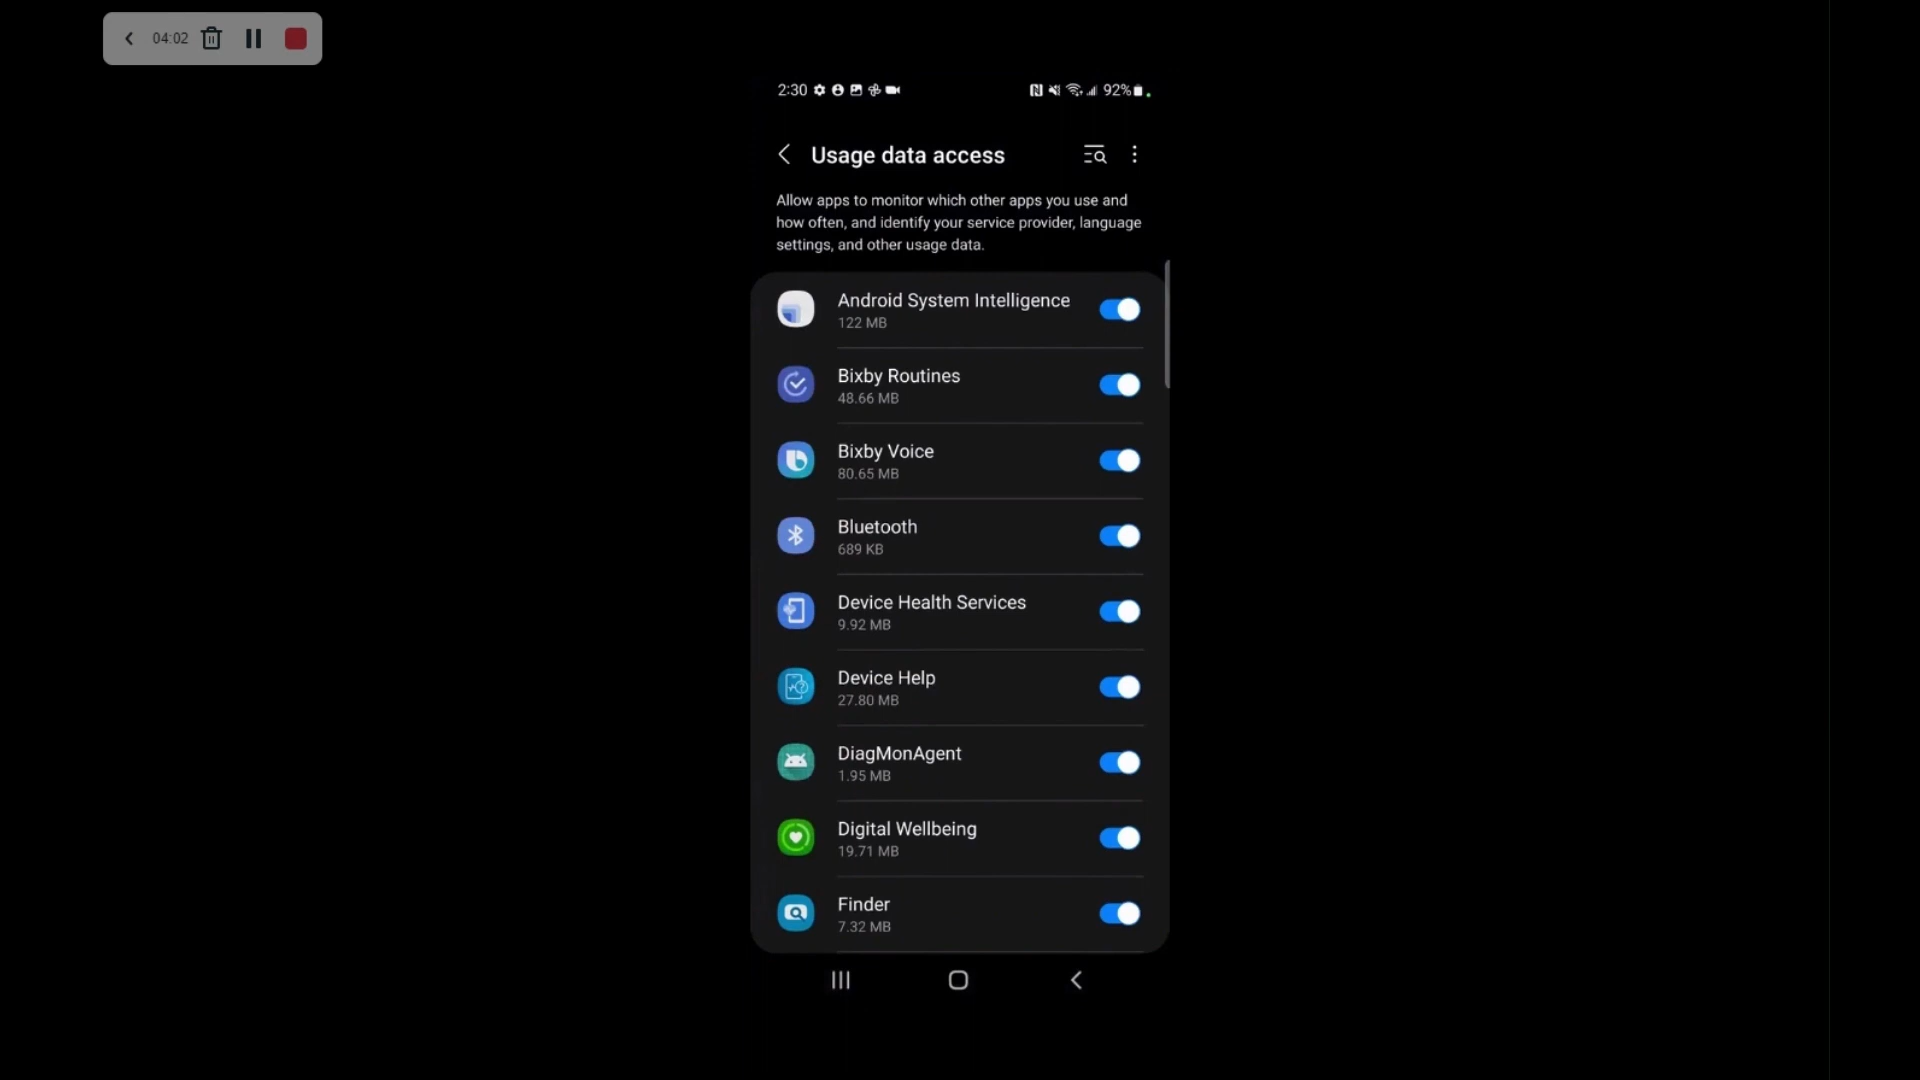 04:02
2:30 92%
Usage data access
Allow apps to monitor which other apps you use and
how often, and identify your service provider, language
settings, and other usage data.
Android System Intelligence
122 MB
Bixby Routines
48.66 MB
Bixby Voice
80.65 MB
Bluetooth
689 KB
Device Health Services
9.92 MB
Device Help
27.80 MB
DiagMonAgent
1.95 MB
Digital Wellbeing
19.71 MB
Finder
7.32 MB